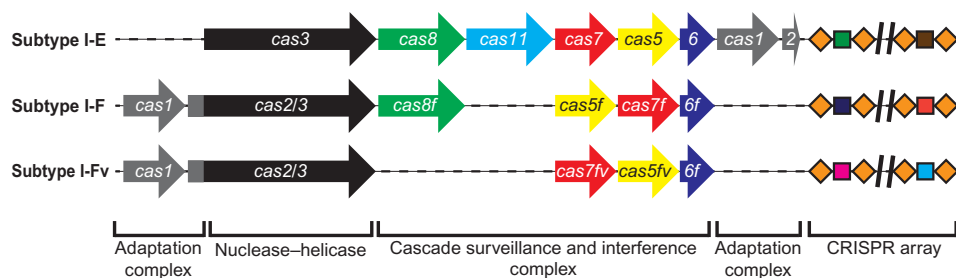 Subtype I-E cas3 cas8 cas11 cas7 cas5 6 cas1 2
Subtype I-F cas1 cas2/3 cas8f cas5f cas7f 6f
Subtype I-Fv cas1 cas2/3 cas7fv cas5fv 6f
Adaptation complex
Nuclease–helicase
Cascade surveillance and interference complex
Adaptation complex
CRISPR array